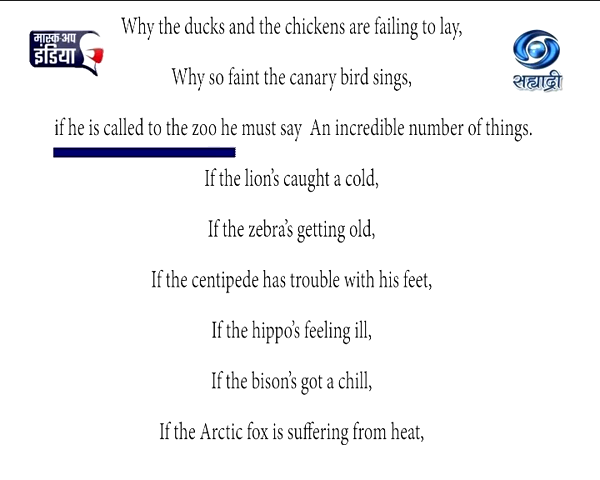 मास्क अप
इंडिया
सह्याद्री
Why the ducks and the chickens are failing to lay,
Why so faint the canary bird sings,
if he is called to the zoo he must say An incredible number of things.
If the lion's caught a cold,
If the zebra's getting old,
If the centipede has trouble with his feet,
If the hippo's feeling ill,
If the bison's got a chill,
If the Arctic fox is suffering from heat,